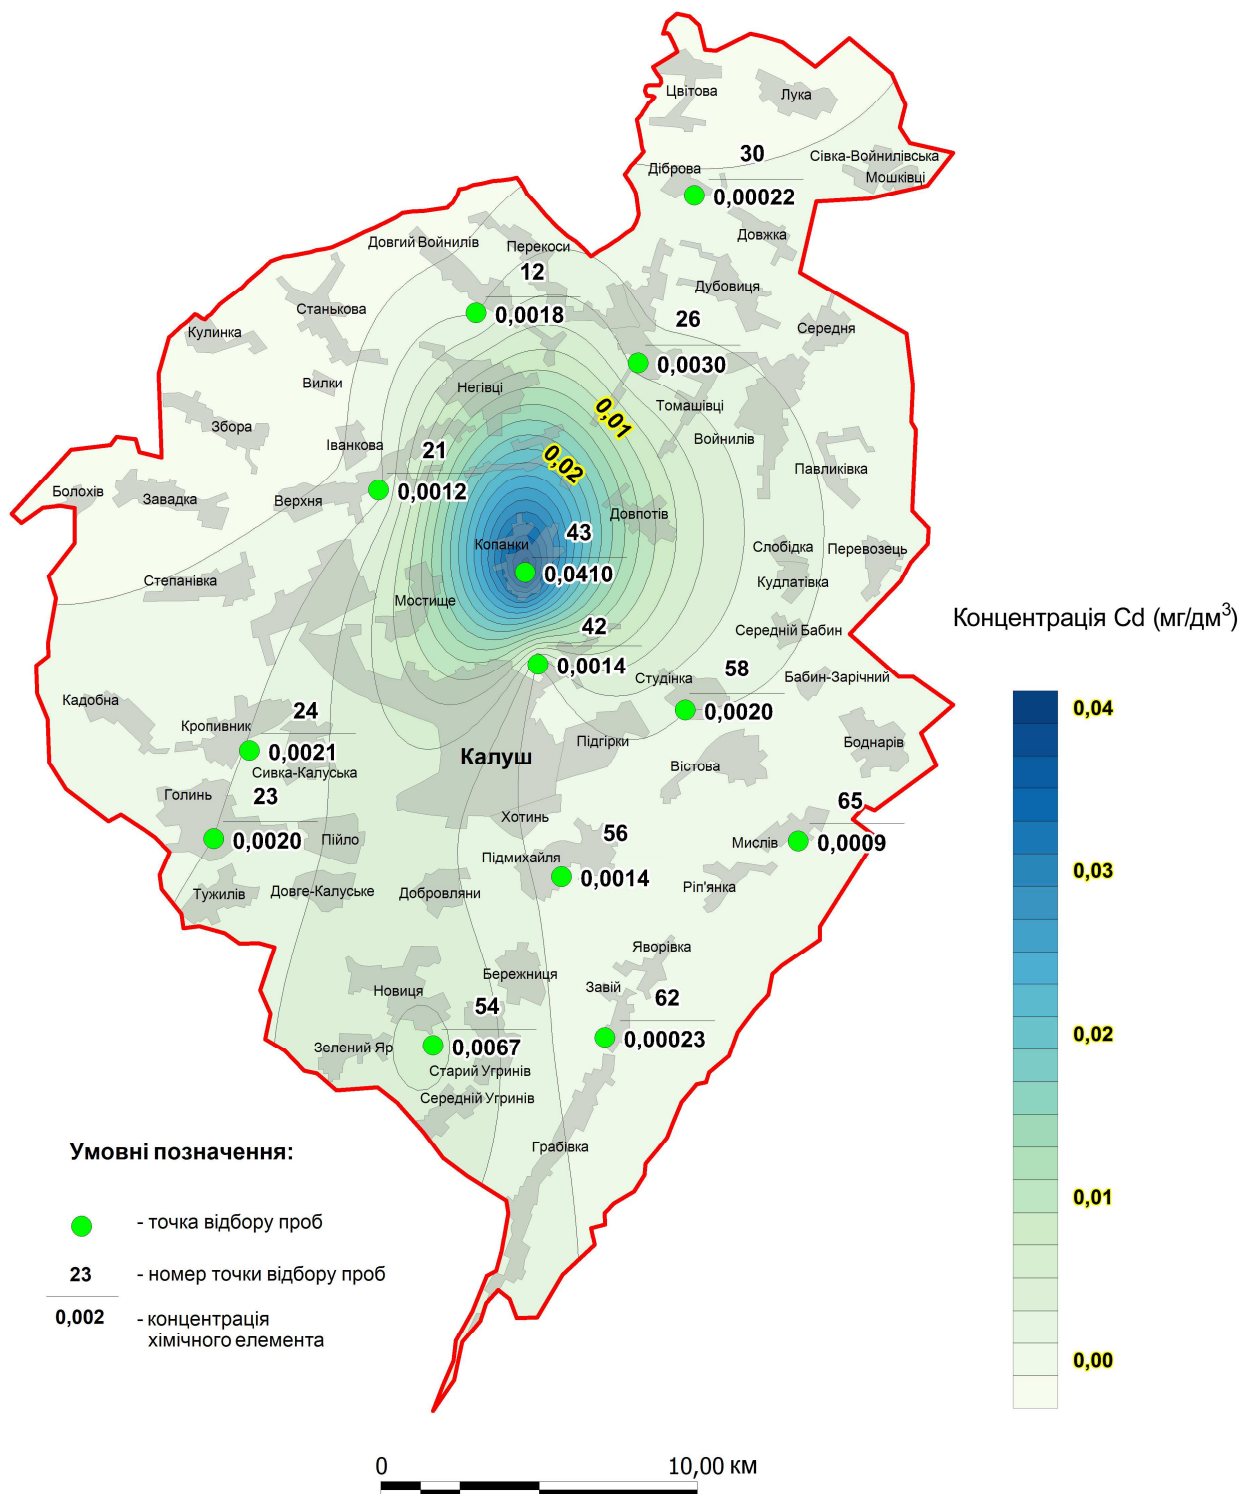 Цвітова
Лука
30
Сівка-Войнилівська
Діброва
Мошківці
0,00022
Довжка
Довгий Войнилів
Перекоси
12
Дубовиця
Станькова
0,0018
26
Середня
Кулинка
0,0030
Вилки
Негівці
Томашівці
0,01
Збора
Іванкова
Войнилів
21
0,02
Павликівка
Болохів
Завадка
Верхня
0,0012
Довпотів
43
Копанки
Слобідка
Перевозець
0,0410
Степанівка
Кудлатівка
Мостище
Концентрація Cd (мг/дм³)
42
Середній Бабин
0,0014
58
Студінка
Бабин-Зарічний
Кадобна
24
0,0020
0,04
Кропивник
Підгірки
Боднарів
0,0021
Калуш
Вістова
Сивка-Калуська
Голинь
23
65
Хотинь
0,0020
Пійло
56
Мислів
0,0009
Підмихайля
0,03
0,0014
Тужилів
Довге-Калуське
Добровляни
Ріп'янка
Яворівка
Бережниця
Завій
Новиця
54
62
0,02
Зелений Яр
0,0067
0,00023
Старий Угринів
Середній Угринів
Грабівка
Умовні позначення:
0,01
- точка відбору проб
23
- номер точки відбору проб
0,002
- концентрація
хімічного елемента
0,00
0
10,00 км